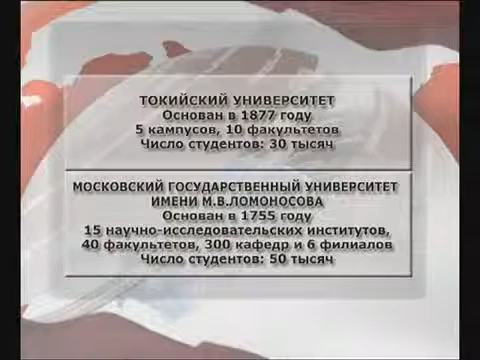 ТОКИЙСКИЙ УНИВЕРСИТЕТ
Основан в 1877 году
5 кампусов, 10 факультетов
Число студентов: 30 тысяч
МОСКОВСКИЙ ГОСУДАРСТВЕННЫЙ УНИВЕРСИТЕТ
ИМЕНИ М.В.ЛОМОНОСОВА
Основан в 1755 году
15 научно-исследовательских институтов,
40 факультетов, 300 кафедр и 6 филиалов
Число студентов: 50 тысяч